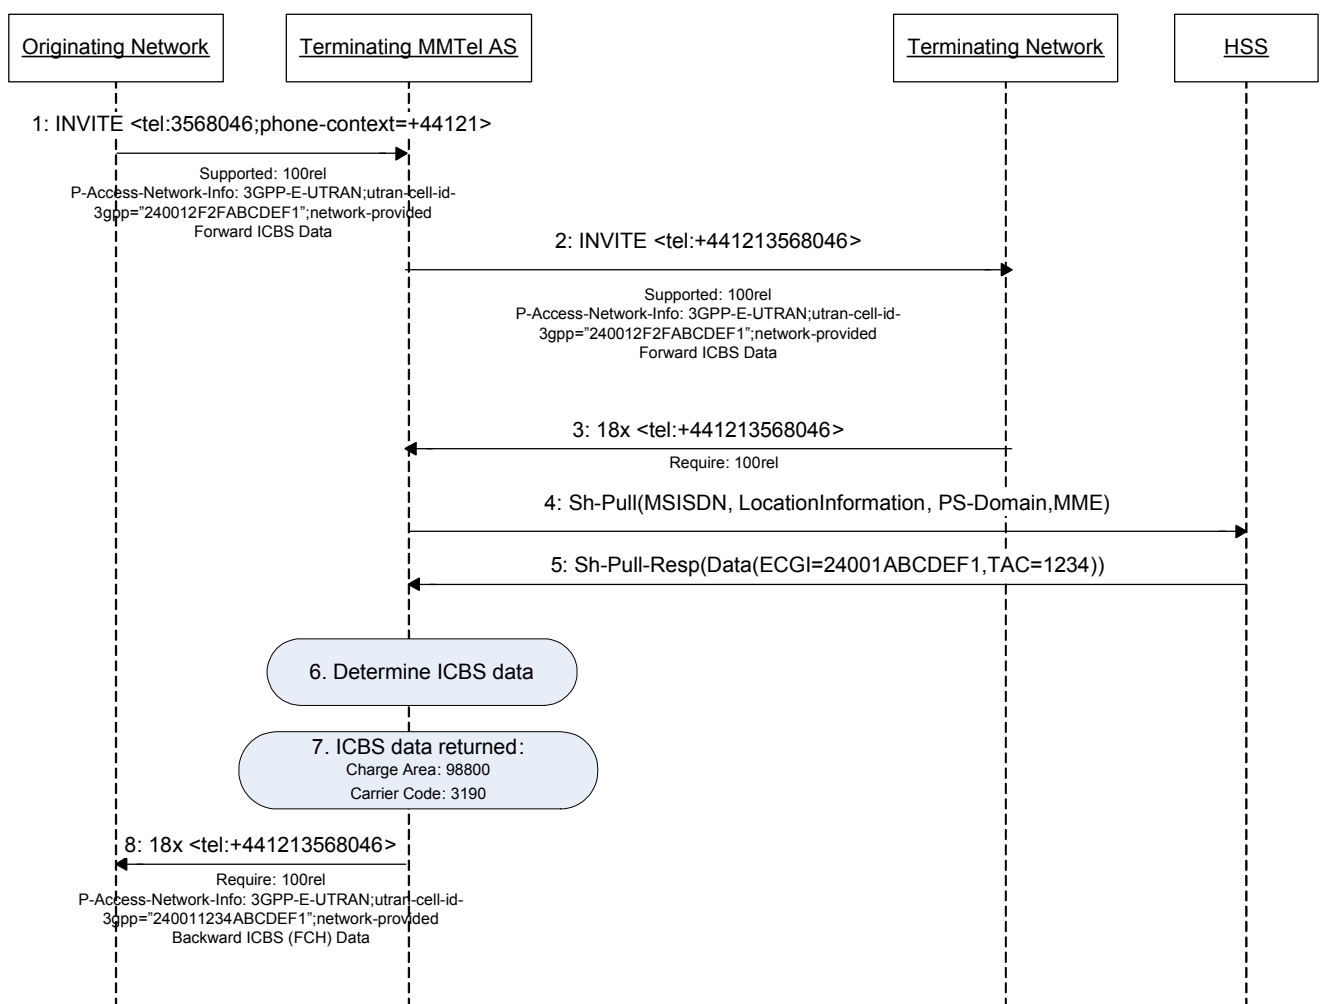 Originating Network
Terminating MMTel AS
Terminating Network
HSS
1: INVITE <tel:3568046;phone-context=+44121>
Supported: 100rel
P-Access-Network-Info: 3GPP-E-UTRAN;utran-cell-id-
3gpp="240012F2FABCDEF1";network-provided
Forward ICBS Data
2: INVITE <tel:+441213568046>
Supported: 100rel
P-Access-Network-Info: 3GPP-E-UTRAN;utran-cell-id-
3gpp="240012F2FABCDEF1";network-provided
Forward ICBS Data
3: 18x <tel:+441213568046>
Require: 100rel
4: Sh-Pull(MSISDN, LocationInformation, PS-Domain,MME)
5: Sh-Pull-Resp(Data(ECGI=24001ABCDEF1,TAC=1234))
6. Determine ICBS data
7. ICBS data returned:
Charge Area: 98800
Carrier Code: 3190
8: 18x <tel:+441213568046>
Require: 100rel
P-Access-Network-Info: 3GPP-E-UTRAN;utran-cell-id-
3gpp="240011234ABCDEF1";network-provided
Backward ICBS (FCH) Data